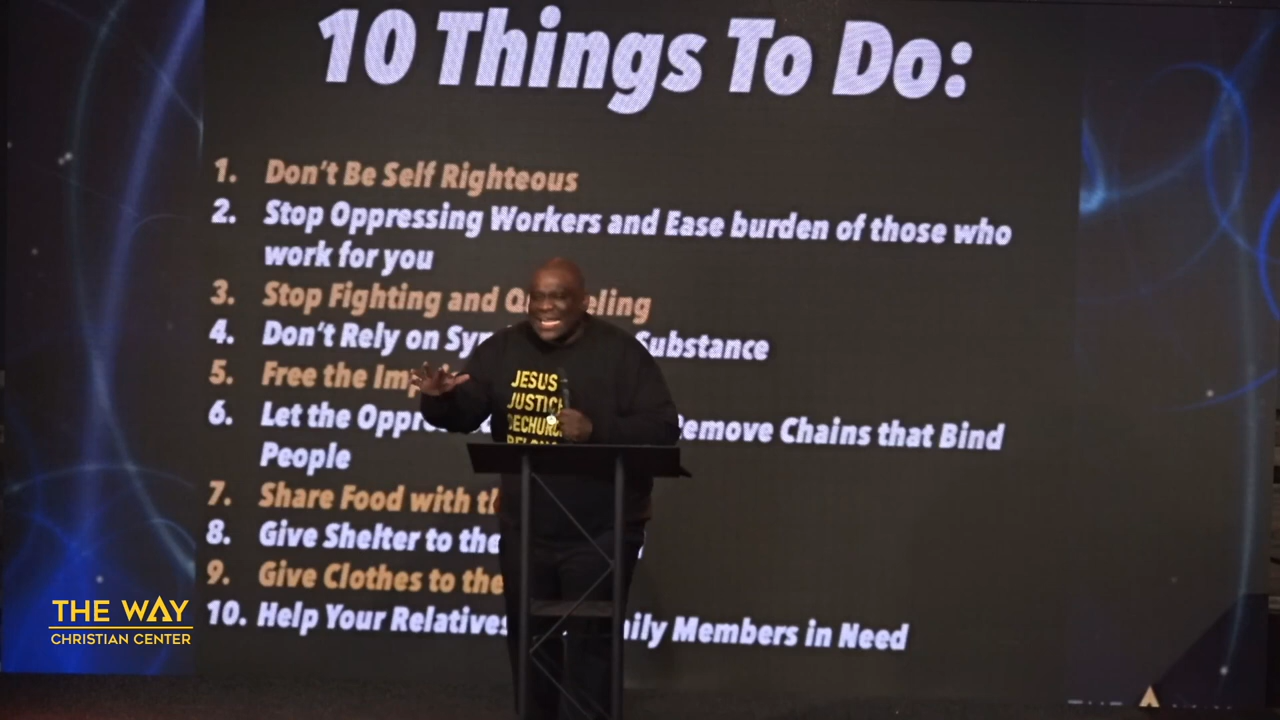 10 Things To Do:
1. Don't Be Self Righteous
2. Stop Oppressing Workers and Ease burden of those who
work for you
3. Stop Fighting and
4. Don't Rely on Substance
5. Free the
6. Let the Remove Chains that Bind
People
7. Share Food with
8. Give Shelter to the
9. Give Clothes to the
10. Help Your Relatives Members in Need
JESUS
JUSTICE
THE WAY
CHRISTIAN CENTER